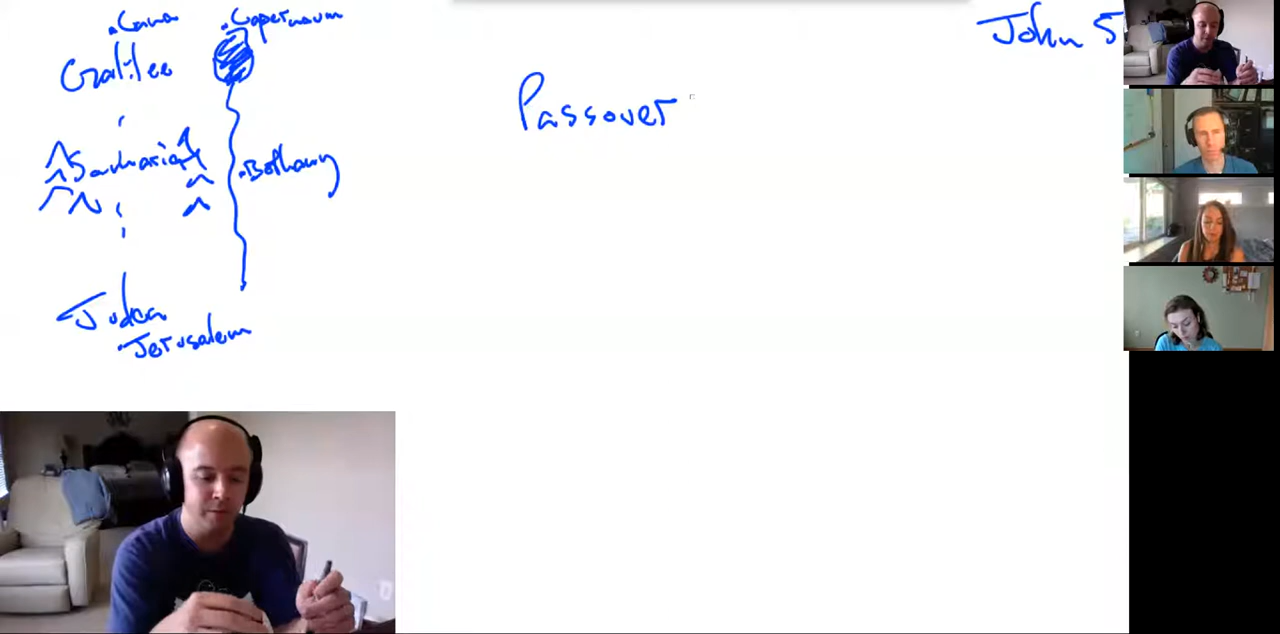 .Cana .Capernaum
Galilee
Samaria
.Bethany
Judea
.Jerusalem
Passover
John 5